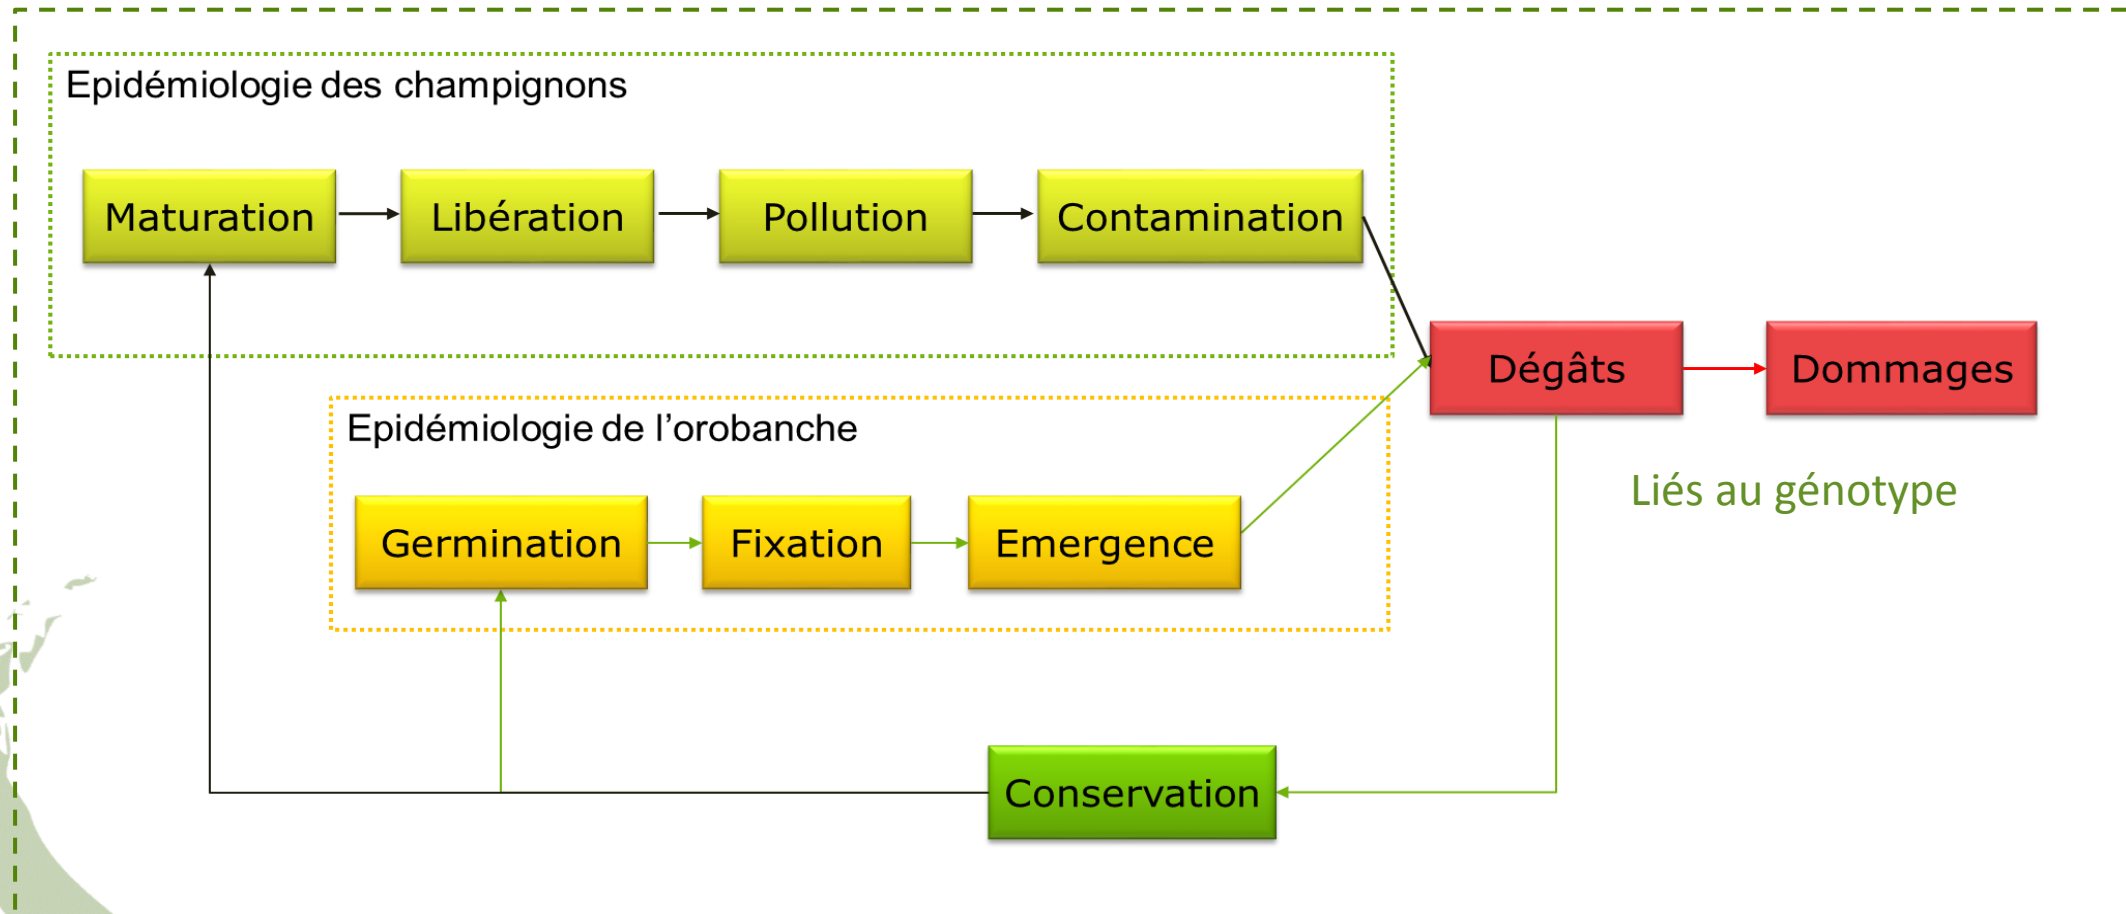 Epidémiologie des champignons
Maturation
Libération
Pollution
Contamination
Dégâts
Dommages
Epidémiologie de l’orobanche
Liés au génotype
Germination
Fixation
Emergence
Conservation